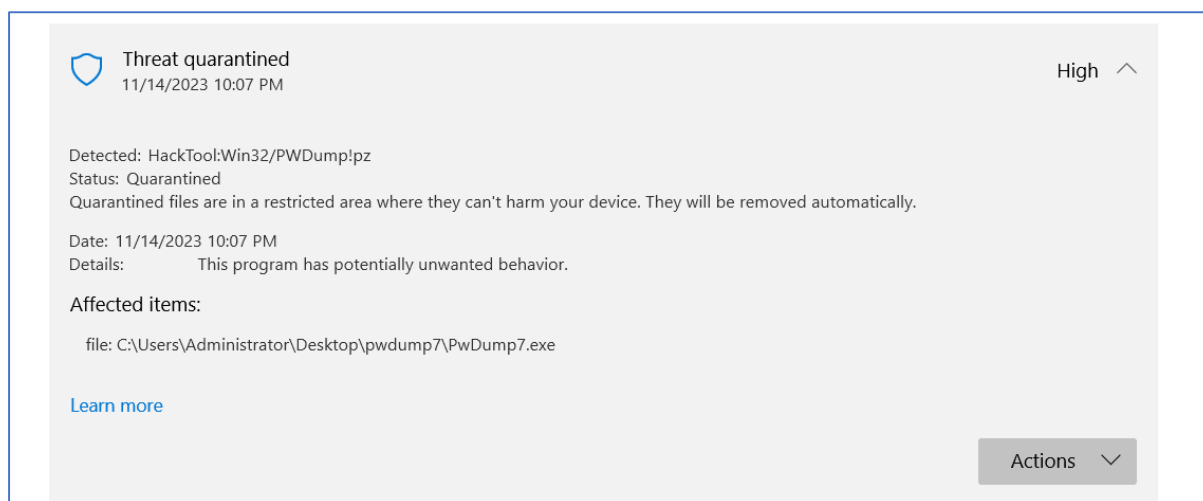 Threat quarantined
11/14/2023 10:07 PM
High
Detected: HackTool:Win32/PWDump!pz
Status: Quarantined
Quarantined files are in a restricted area where they can't harm your device. They will be removed automatically.
Date: 11/14/2023 10:07 PM
Details: This program has potentially unwanted behavior.
Affected items:
file: C:\Users\Administrator\Desktop\pwdump7\PwDump7.exe
Learn more
Actions